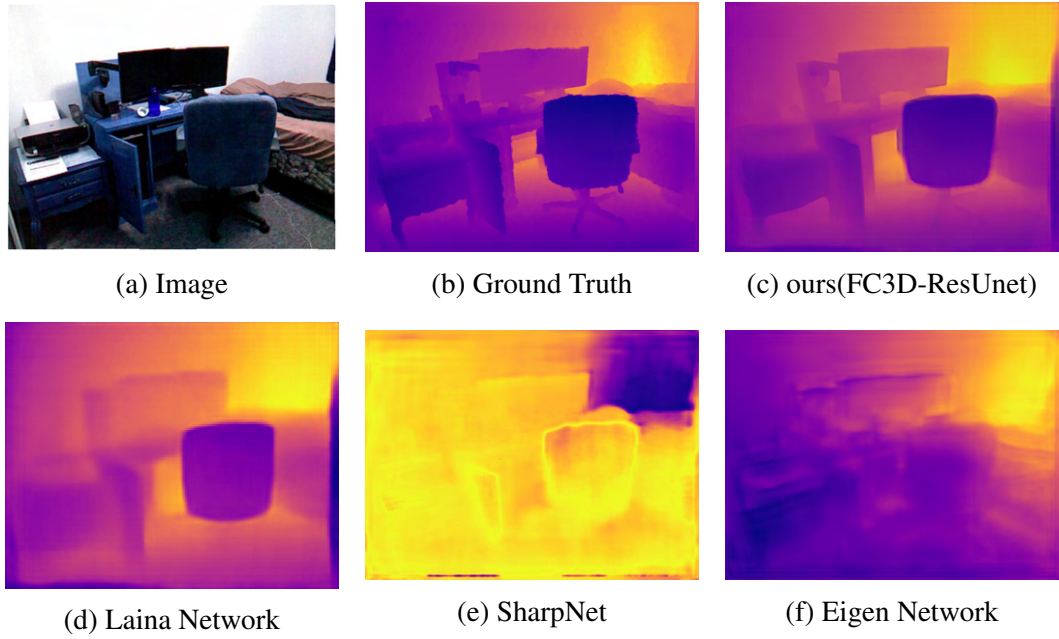 (a) Image
(b) Ground Truth
(c) ours(FC3D-ResUnet)
(d) Laina Network
(e) SharpNet
(f) Eigen Network